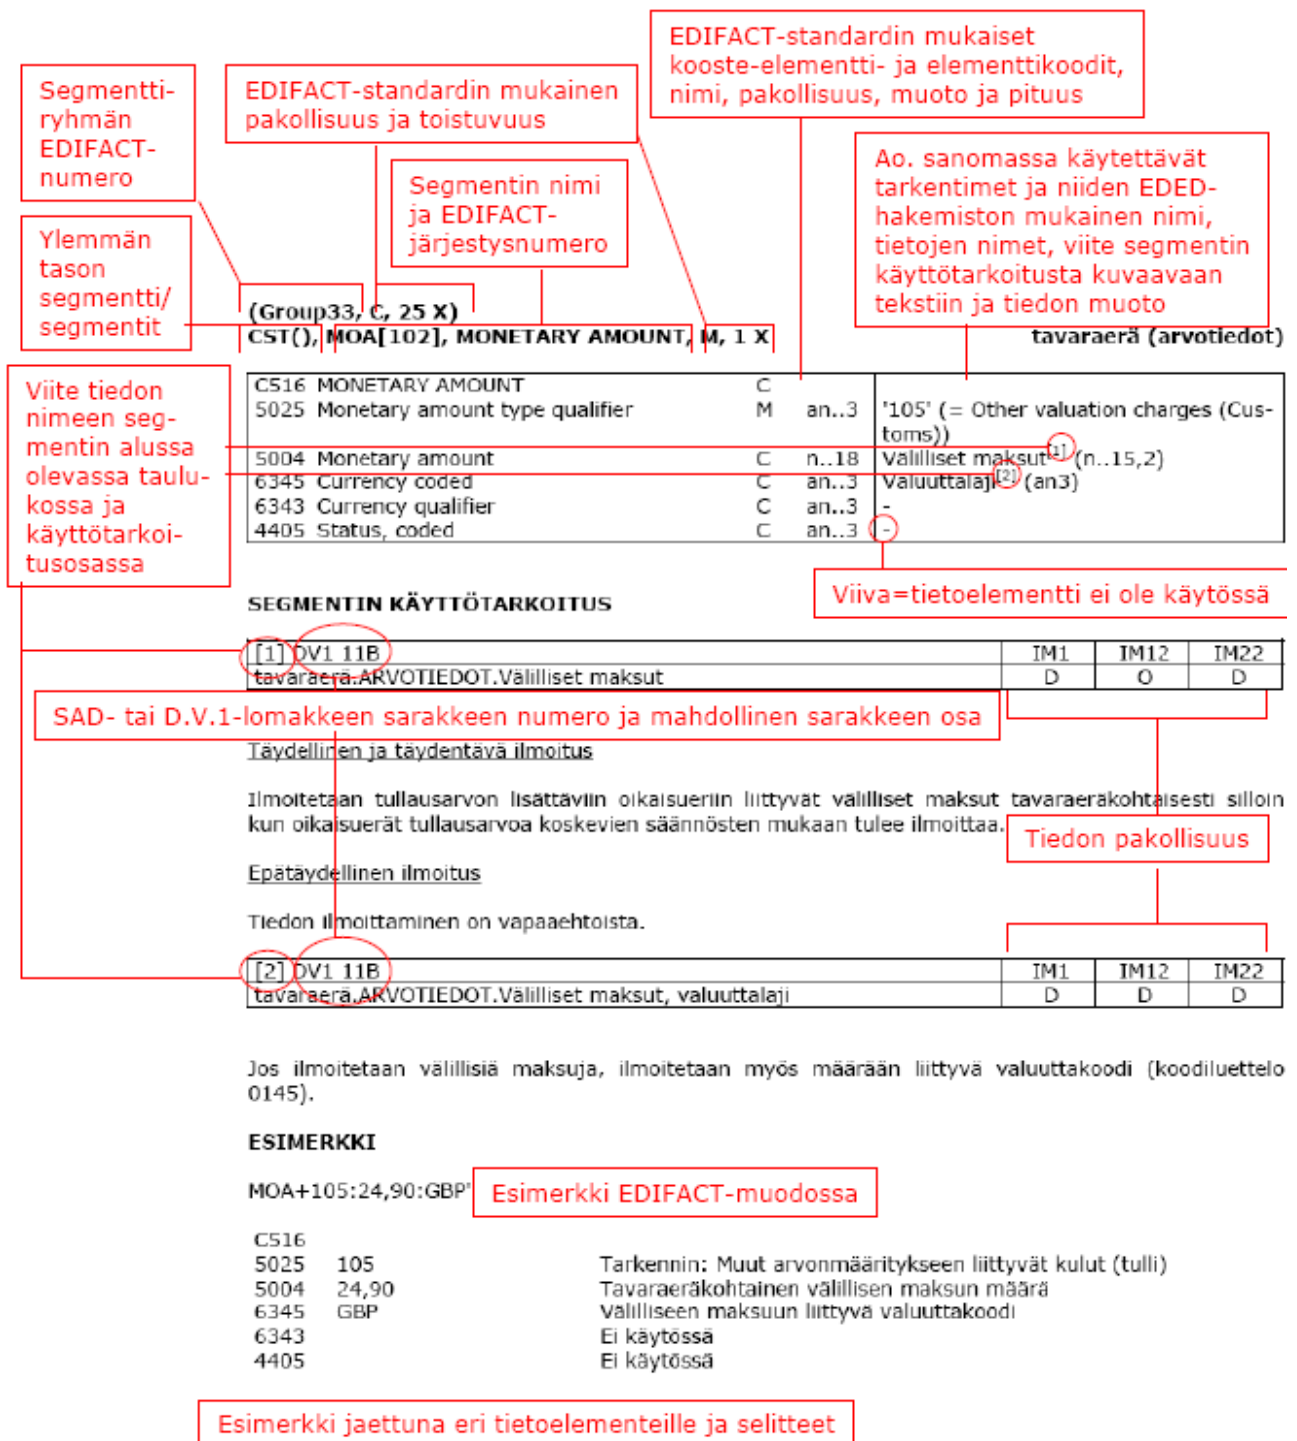 EDIFACT-standardin mukaiset
kooste-elementti- ja elementtikoodit,
nimi, pakollisuus, muoto ja pituus
Segmentti-
ryhmän
EDIFACT-
numero
EDIFACT-standardin mukainen
pakollisuus ja toistuvuus
Segmentin nimi
ja EDIFACT-
järjestysnumero
Ao. sanomassa käytettävät
tarkentimet ja niiden EDED-
hakemiston mukainen nimi,
tietojen nimet, viite segmentin
käyttötarkoitusta kuvaavaan
tekstiin ja tiedon muoto
Ylemmän
tason
segmentti/
segmentit
(Group33, C, 25 X)
CST(), MOA[102], MONETARY AMOUNT, M, 1 X tavaraerä (arvotiedot)
Viite tiedon
nimeen seg-
mentin alussa
olevassa taulu-
kossa ja
käyttötarkoi-
tusosassa
C516 MONETARY AMOUNT C
5025 Monetary amount type qualifier M an..3 '105' (= Other valuation charges (Cus-
toms))
5004 Monetary amount C n..18 Välilliset maksut[1] (n..15,2)
6345 Currency coded C an..3 Valuuttalaji[2] (an3)
6343 Currency qualifier C an..3 -
4405 Status, coded C an..3 -
Viiva=tietoelementti ei ole käytössä
SEGMENTIN KÄYTTÖTARKOITUS
[1] DV1 11B IM1 IM12 IM22
tavaraerä.ARVOTIEDOT.Välilliset maksut D O D
SAD- tai D.V.1-lomakkeen sarakkeen numero ja mahdollinen sarakkeen osa
Täydellinen ja täydentävä ilmoitus
Ilmoitetaan tullausarvon lisättäviin oikaisueriin liittyvät välilliset maksut tavaraeräkohtaisesti silloin
kun oikaisuerät tullausarvoa koskevien säännösten mukaan tulee ilmoittaa.
Tiedon pakollisuus
Epätäydellinen ilmoitus
Tiedon ilmoittaminen on vapaaehtoista.
[2] DV1 11B IM1 IM12 IM22
tavaraerä.ARVOTIEDOT.Välilliset maksut, valuuttalaji D D D
Jos ilmoitetaan välillisiä maksuja, ilmoitetaan myös määrään liittyvä valuuttakoodi (koodiluettelo
0145).
ESIMERKKI
MOA+105:24,90:GBP'
Esimerkki EDIFACT-muodossa
C516
5025 105 Tarkennin: Muut arvonmääritykseen liittyvät kulut (tulli)
5004 24,90 Tavaraeräkohtainen välillisen maksun määrä
6345 GBP Välilliseen maksuun liittyvä valuuttakoodi
6343 Ei käytössä
4405 Ei käytössä
Esimerkki jaettuna eri tietoelementeille ja selitteet